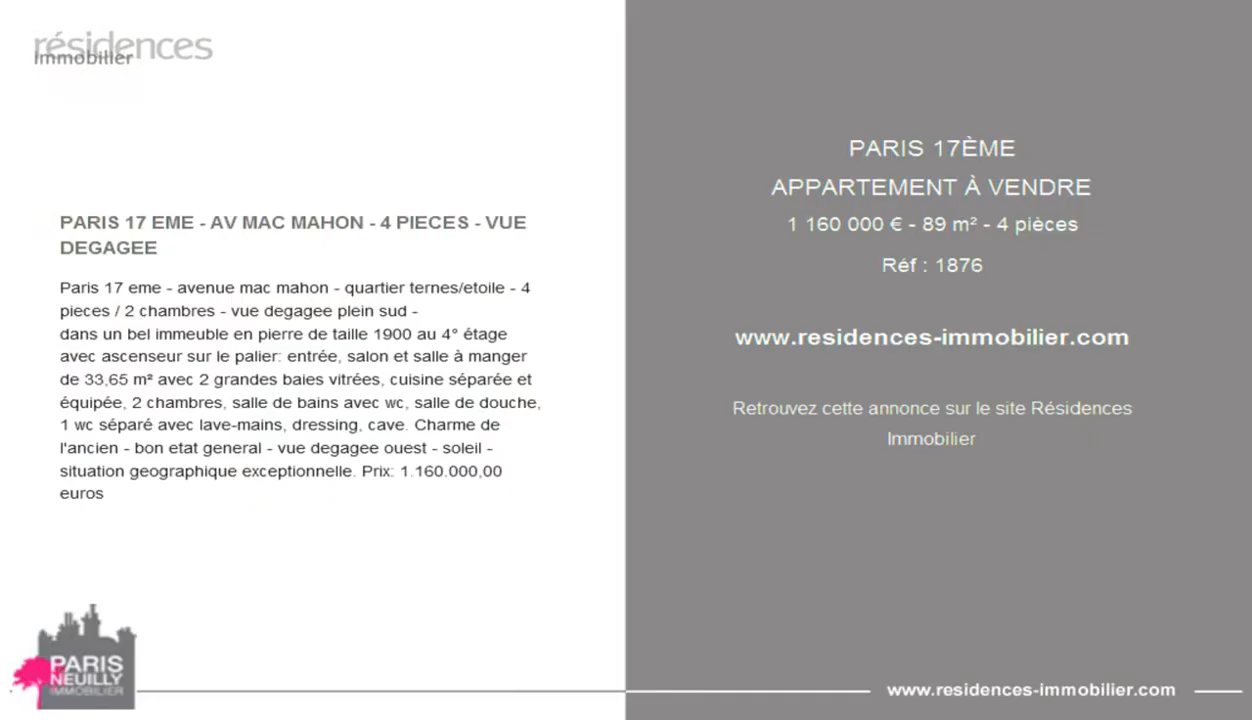 résidences
Immobilier
PARIS 17 EME - AV MAC MAHON - 4 PIECES - VUE
DEGAGEE
Paris 17 eme - avenue mac mahon - quartier ternes/etoile - 4
pieces / 2 chambres - vue degagee plein sud -
dans un bel immeuble en pierre de taille 1900 au 4° étage
avec ascenseur sur le palier: entrée, salon et salle à manger
de 33,65 m² avec 2 grandes baies vitrées, cuisine séparée et
équipée, 2 chambres, salle de bains avec wc, salle de douche,
1 wc séparé avec lave-mains, dressing, cave. Charme de
l'ancien - bon etat general - vue degagee ouest - soleil -
situation geographique exceptionnelle. Prix: 1.160.000,00
euros
PARIS
NEUILLY
IMMOBILIER
PARIS 17ÈME
APPARTEMENT À VENDRE
1 160 000 € - 89 m² - 4 pièces
Réf : 1876
www.residences-immobilier.com
Retrouvez cette annonce sur le site Résidences
Immobilier
www.residences-immobilier.com